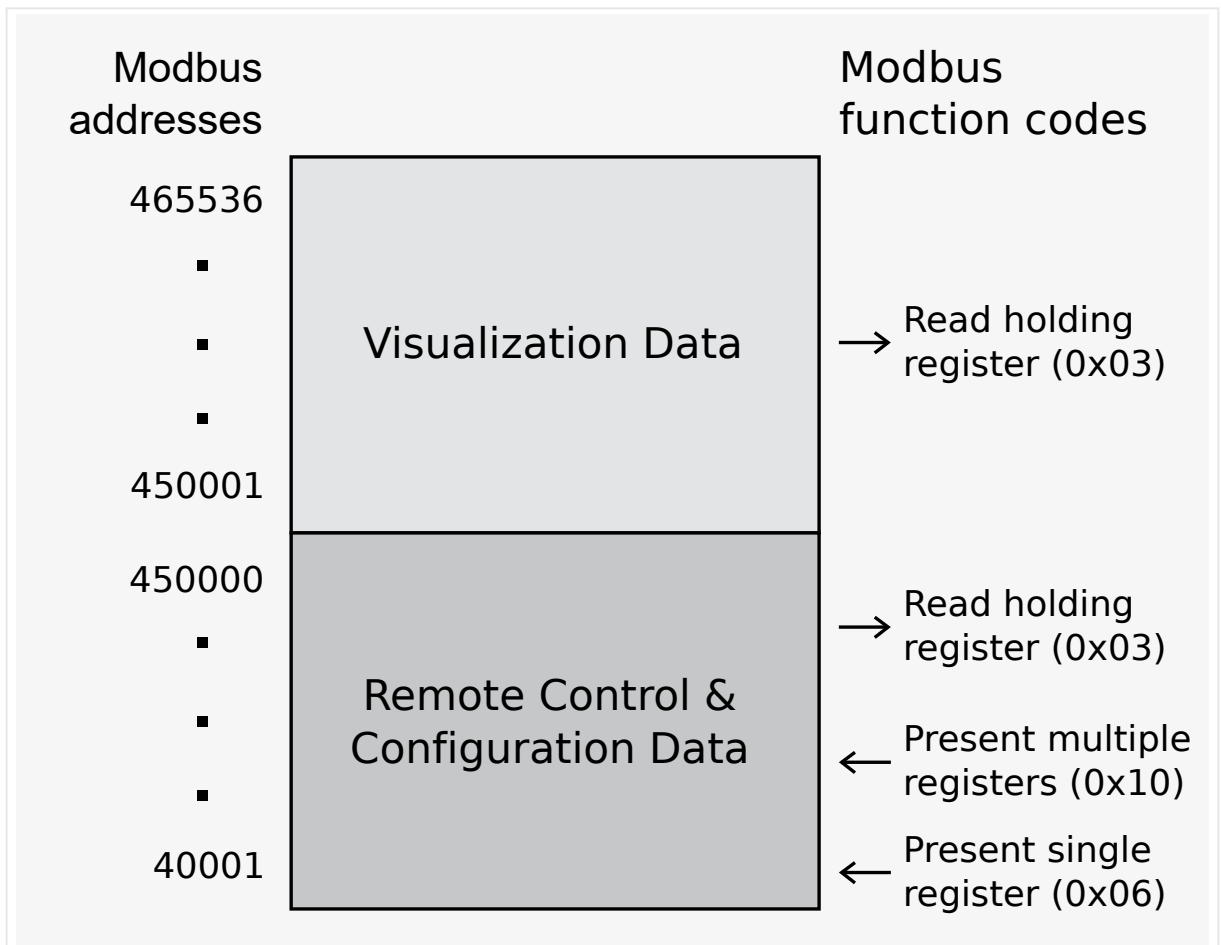 Modbus
addresses
Modbus
function codes
465536
Visualization Data
Read holding
register (0x03)
450001
450000
Read holding
register (0x03)
Remote Control &
Configuration Data
Present multiple
registers (0x10)
40001
Present single
register (0x06)